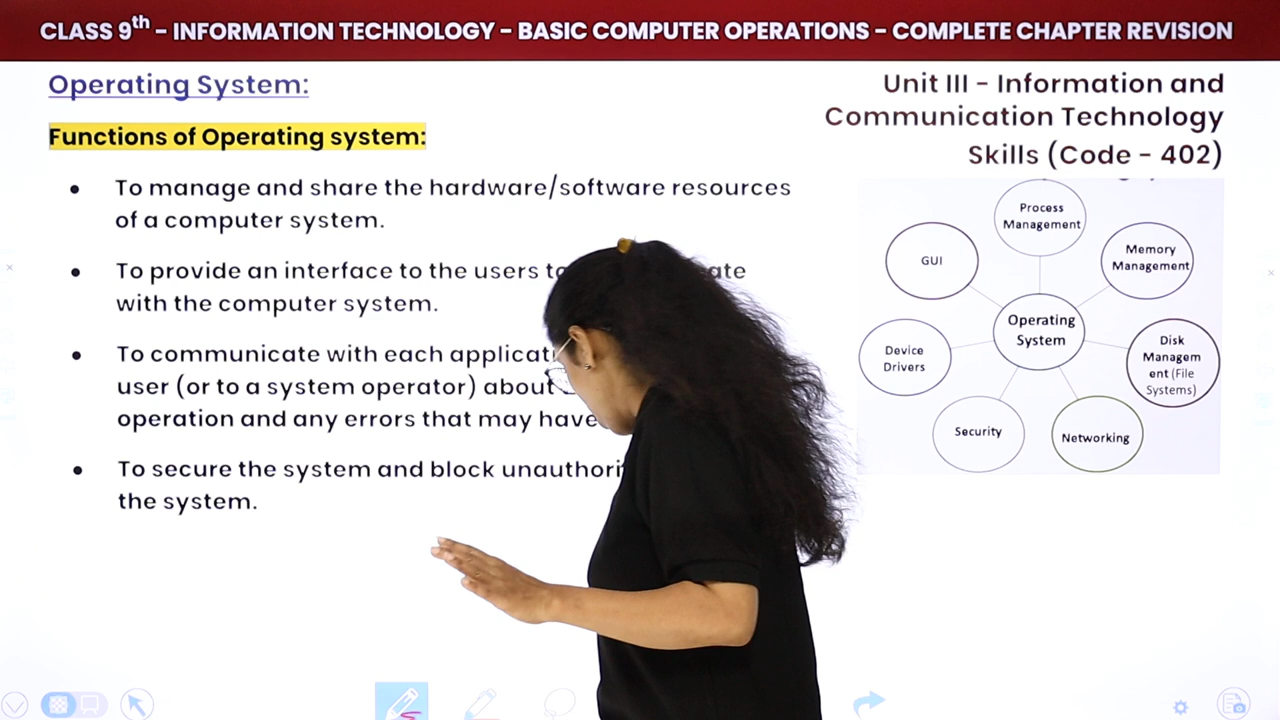 CLASS 9th - INFORMATION TECHNOLOGY - BASIC COMPUTER OPERATIONS - COMPLETE CHAPTER REVISION
Operating System:
Unit III - Information and
Communication Technology
Skills (Code - 402)
Functions of Operating system:
• To manage and share the hardware/software resources
of a computer system.
• To provide an interface to the users
with the computer system.
• To communicate with each
user (or to a system operator) about
operation and any errors that may have
• To secure the system and block
the system.
Process
Management
GUI
Memory
Management
Operating
System
Device
Drivers
Disk
Managem
ent (File
Systems)
Security
Networking